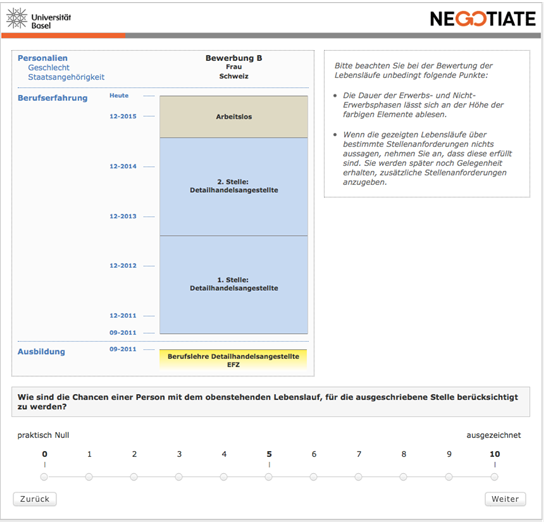 Universität
Basel
NEGOTIATE
Personalien
Geschlecht
Staatsangehörigkeit
Bewerbung B
Frau
Schweiz
Berufserfahrung
Heute
12-2015
12-2014
12-2013
12-2012
12-2011
09-2011
Arbeitslos
2. Stelle:
Detailhandelsangestellte
1. Stelle:
Detailhandelsangestellte
Ausbildung
09-2011
Berufslehre Detailhandelsangestellte
EFZ
Bitte beachten Sie bei der Bewertung der
Lebensläufe unbedingt folgende Punkte:
• Die Dauer der Erwerbs- und Nicht-
Erwerbsphasen lässt sich an der Höhe der
farbigen Elemente ablesen.
• Wenn die gezeigten Lebensläufe über
bestimmte Stellenanforderungen nichts
aussagen, nehmen Sie an, dass diese erfüllt
sind. Sie werden später noch Gelegenheit
erhalten, zusätzliche Stellenanforderungen
anzugeben.
Wie sind die Chancen einer Person mit dem obenstehenden Lebenslauf, für die ausgeschriebene Stelle berücksichtigt
zu werden?
praktisch Null ausgezeichnet
0 1 2 3 4 5 6 7 8 9 10
Zurück Weiter